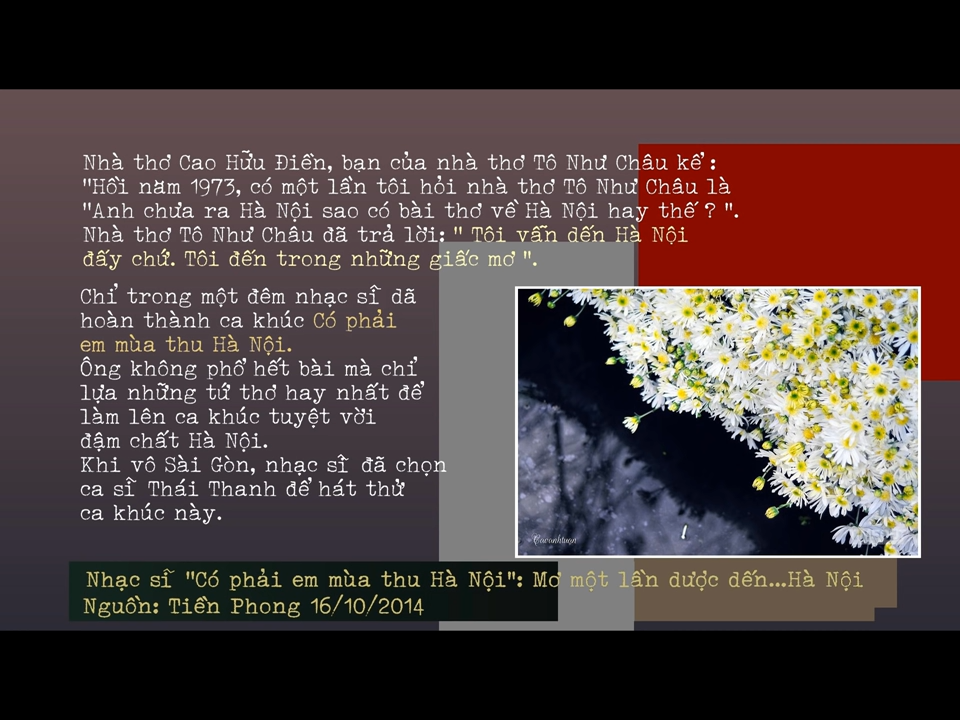 Nhà thơ Cao Hữu Điền, bạn của nhà thơ Tô Như Châu kể :
"Hồi năm 1973, có một lần tôi hỏi nhà thơ Tô Như Châu là
"Anh chưa ra Hà Nội sao có bài thơ về Hà Nội hay thế ? ".
Nhà thơ Tô Như Châu đã trả lời: " Tôi vẫn đến Hà Nội
đấy chứ. Tôi đến trong những giấc mơ ".
Chỉ trong một đêm nhạc sĩ đã
hoàn thành ca khúc Có phải
em mùa thu Hà Nội.
Ông không phổ hết bài mà chỉ
lựa những tứ thơ hay nhất để
làm lên ca khúc tuyệt vời
đậm chất Hà Nội.
Khi vô Sài Gòn, nhạc sĩ đã chọn
ca sĩ Thái Thanh để hát thử
ca khúc này.
Nhạc sĩ "Có phải em mùa thu Hà Nội": Mơ một lần được đến...Hà Nội
Nguồn: Tiền Phong 16/10/2014